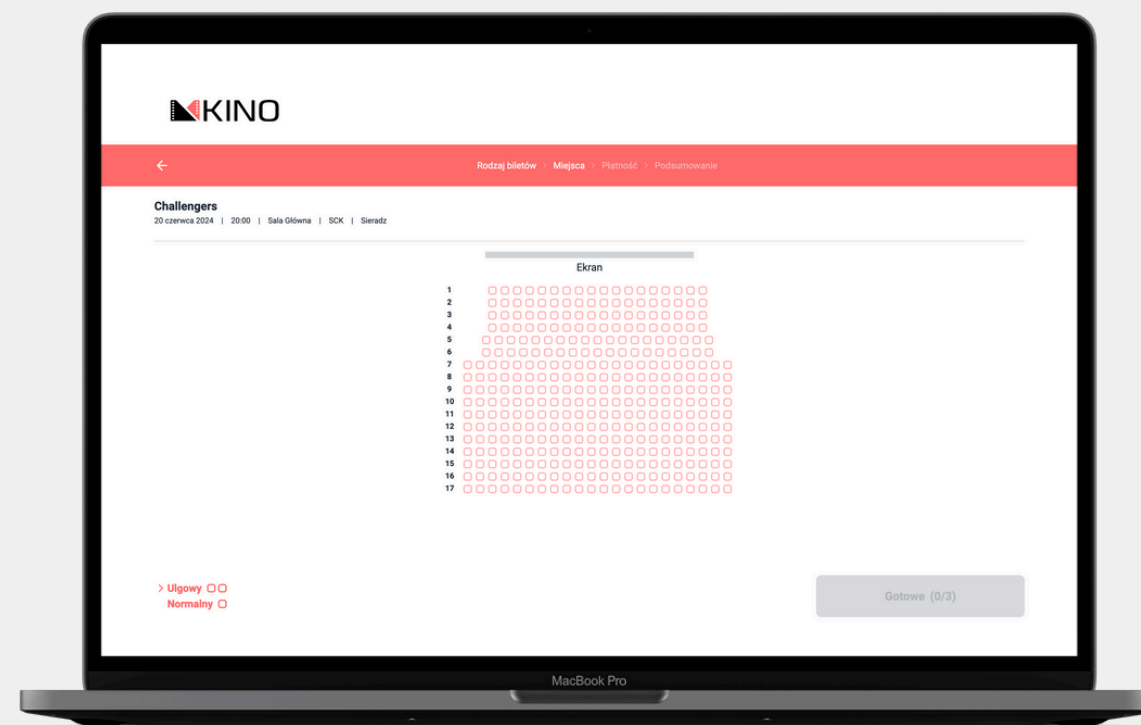 KINO
Rodzaj biletów > Miejsca > Płatność > Podsumowanie
Challengers
20 czerwca 2024 | 20:00 | Sala Główna | SCK | Sieradz
Ekran
1
2
3
4
5
6
7
8
9
10
11
12
13
14
15
16
17
> Ulgowy
Normalny
Gotowe (0/3)
MacBook Pro